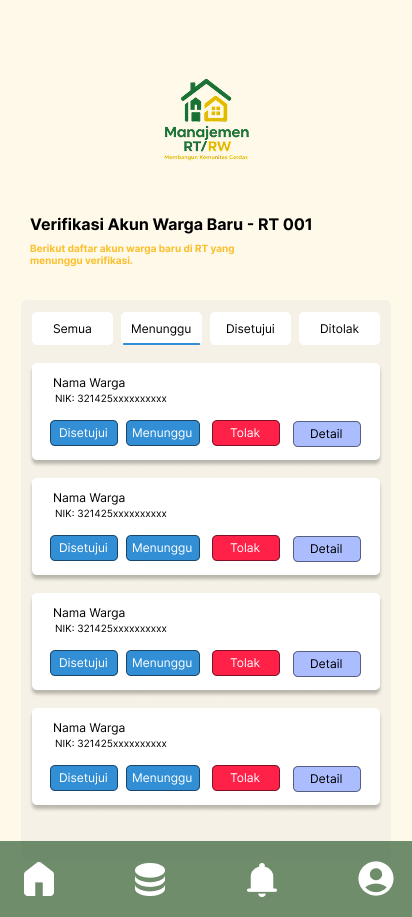 Manajemen
RT/RW
Membangun Komunitas Cerdas
Verifikasi Akun Warga Baru - RT 001
Berikut daftar akun warga baru di RT yang
menunggu verifikasi.
Semua Menunggu Disetujui Ditolak
Nama Warga
NIK: 321425xxxxxxxxxx
Disetujui Menunggu Tolak Detail
Nama Warga
NIK: 321425xxxxxxxxxx
Disetujui Menunggu Tolak Detail
Nama Warga
NIK: 321425xxxxxxxxxx
Disetujui Menunggu Tolak Detail
Nama Warga
NIK: 321425xxxxxxxxxx
Disetujui Menunggu Tolak Detail